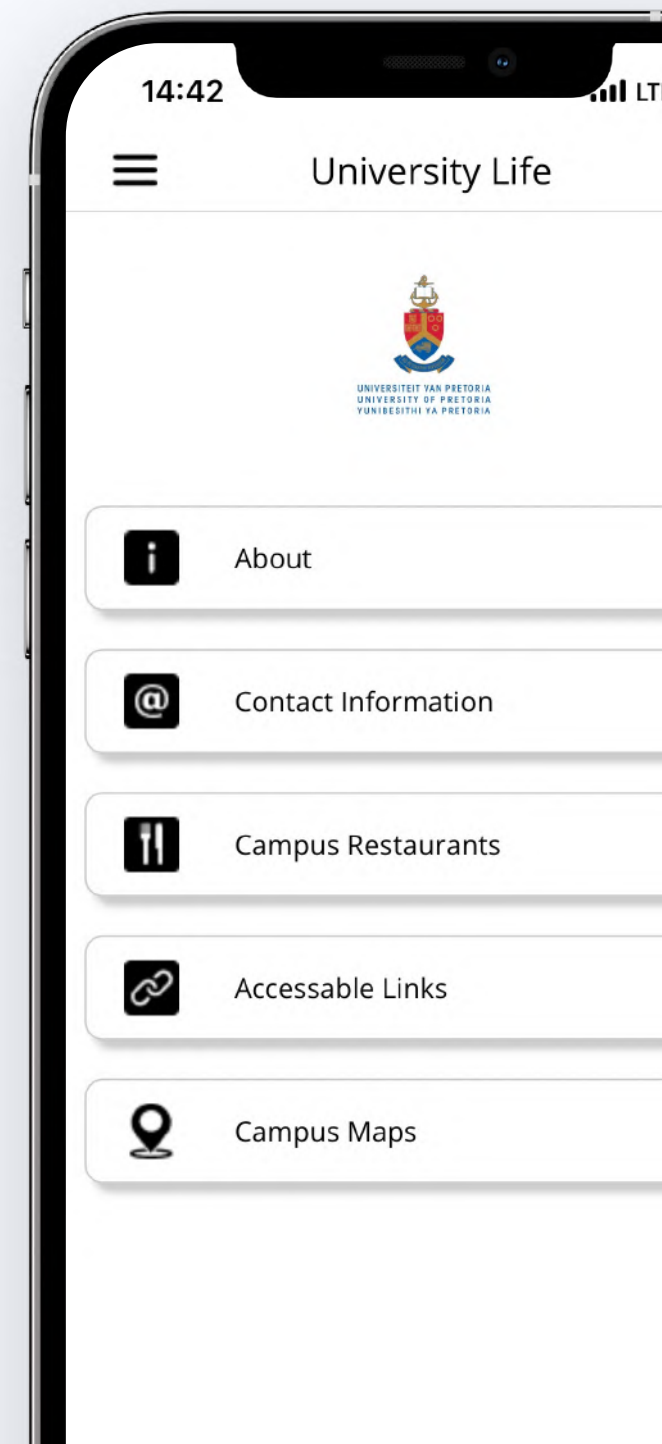 14:42
University Life
UNIVERSITEIT VAN PRETORIA
UNIVERSITY OF PRETORIA
YUNIBESITHI YA PRETORIA
About
@
Contact Information
Campus Restaurants
Accessable Links
Campus Maps